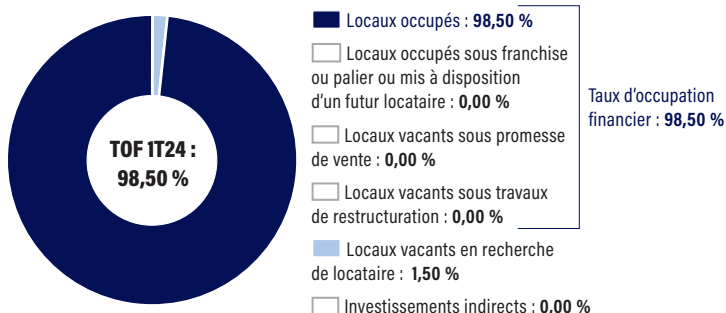 TOF 1T24 :
98,50 %
Locaux occupés : 98,50 %
Locaux occupés sous franchise
ou palier ou mis à disposition
d'un futur locataire : 0,00 %
Locaux vacants sous promesse
de vente : 0,00 %
Locaux vacants sous travaux
de restructuration : 0,00 %
Taux d'occupation
financier : 98,50 %
Locaux vacants en recherche
de locataire : 1,50 %
Investissements indirects : 0,00 %